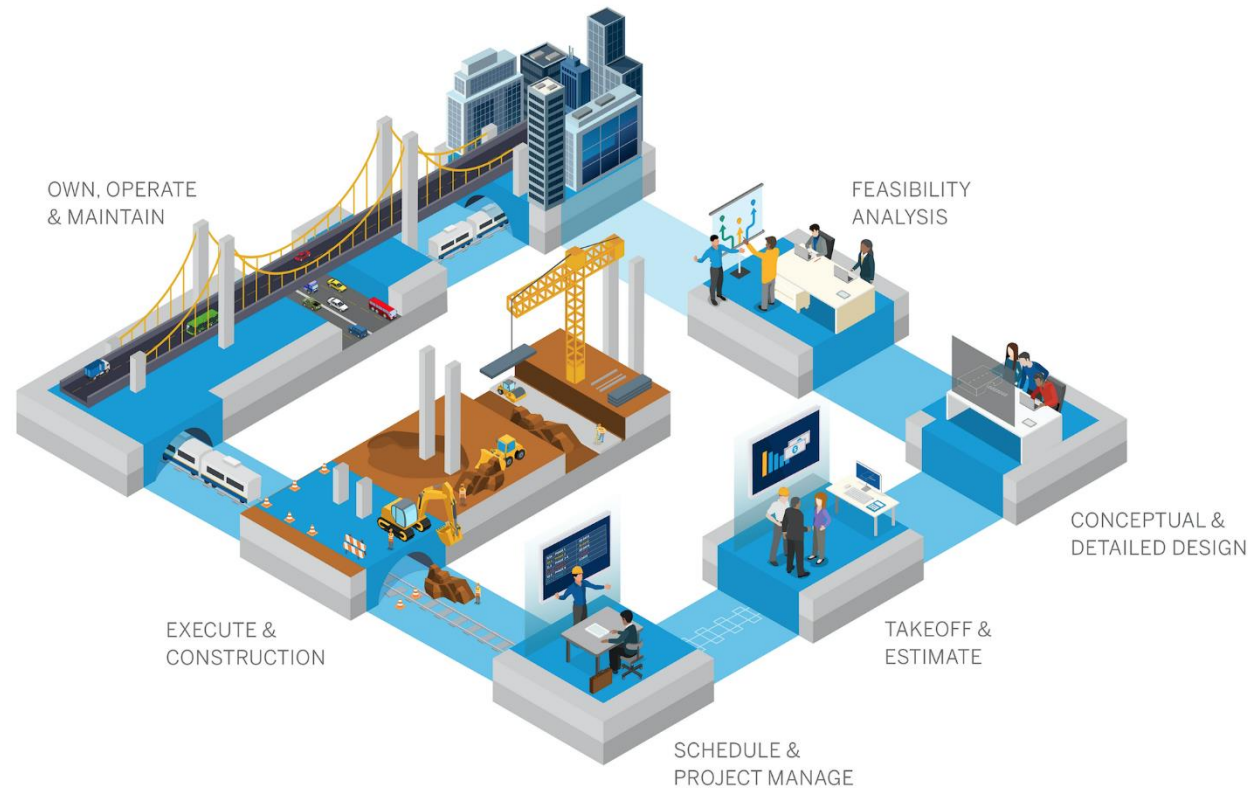 OWN, OPERATE
& MAINTAIN
FEASIBILITY
ANALYSIS
CONCEPTUAL &
DETAILED DESIGN
EXECUTE &
CONSTRUCTION
TAKEOFF &
ESTIMATE
SCHEDULE &
PROJECT MANAGE